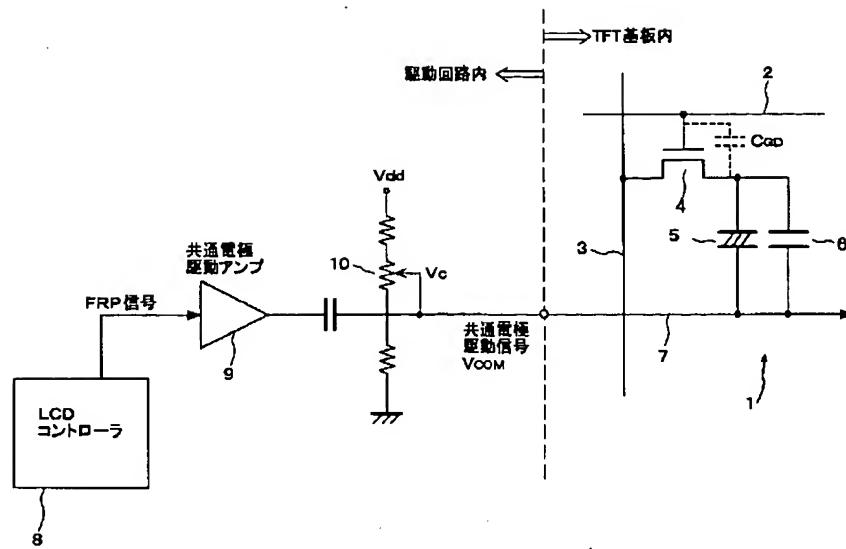 TFT基板内
駆動回路内
2
CGD
Vdd
4
共通電極
駆動アンプ
10
Vc
3
5
6
FRP信号
共通電極
駆動信号
VCOM
7
9
1
LCD
コントローラ
8